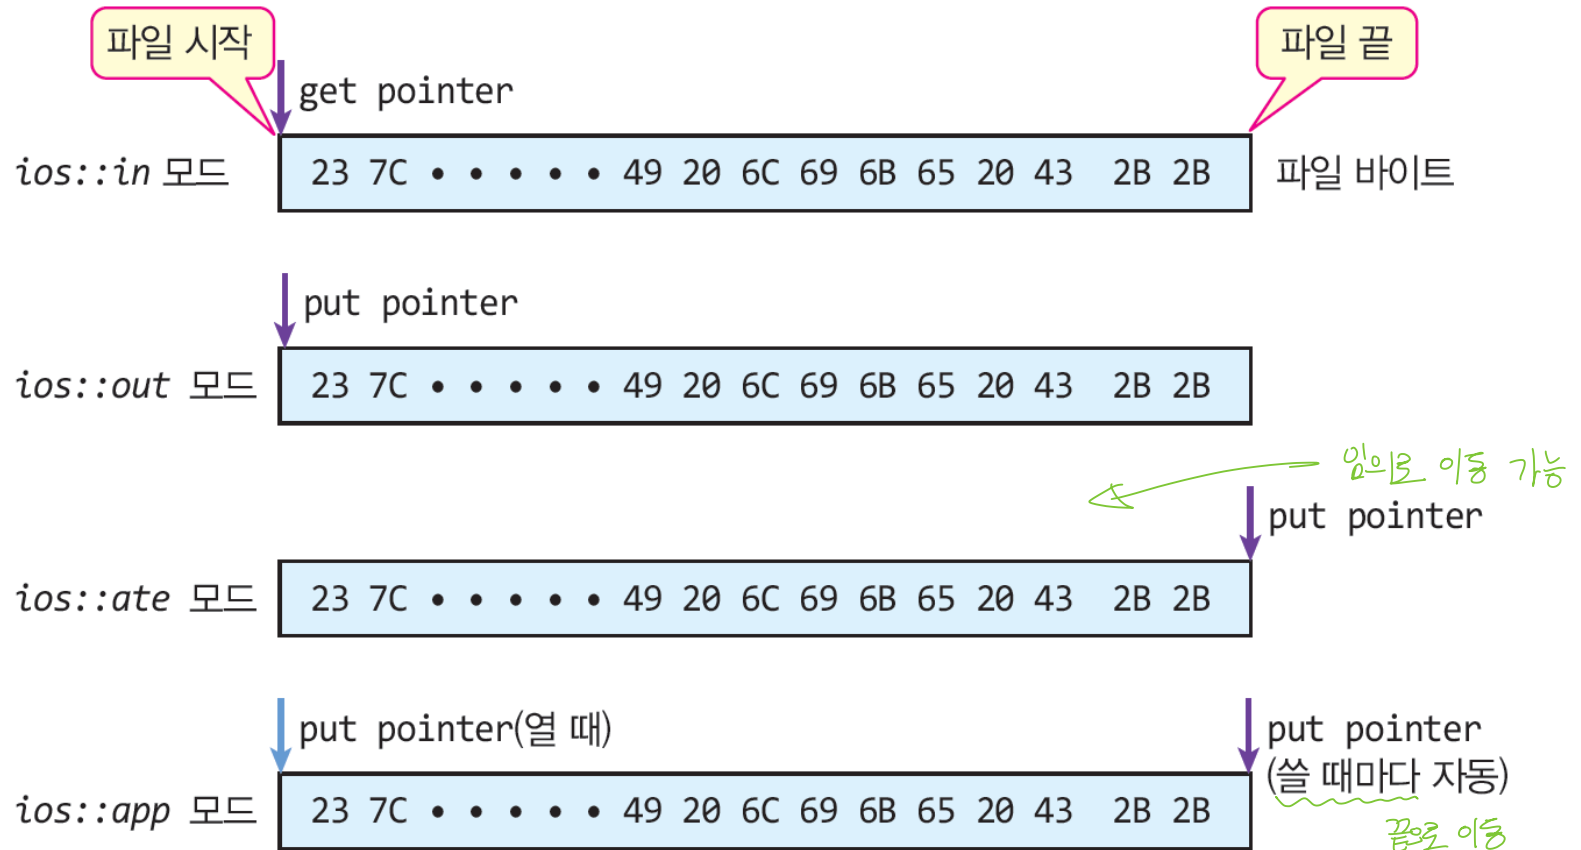 파일 시작
파일 끝
get pointer
ios::in 모드
23 7C • • • • • 49 20 6C 69 6B 65 20 43 2B 2B
파일 바이트
put pointer
ios::out 모드
23 7C • • • • • 49 20 6C 69 6B 65 20 43 2B 2B
임의로 이동 가능
put pointer
ios::ate 모드
23 7C • • • • • 49 20 6C 69 6B 65 20 43 2B 2B
put pointer(열 때)
put pointer
(쓸 때마다 자동)
ios::app 모드
23 7C • • • • • 49 20 6C 69 6B 65 20 43 2B 2B
끝으로 이동